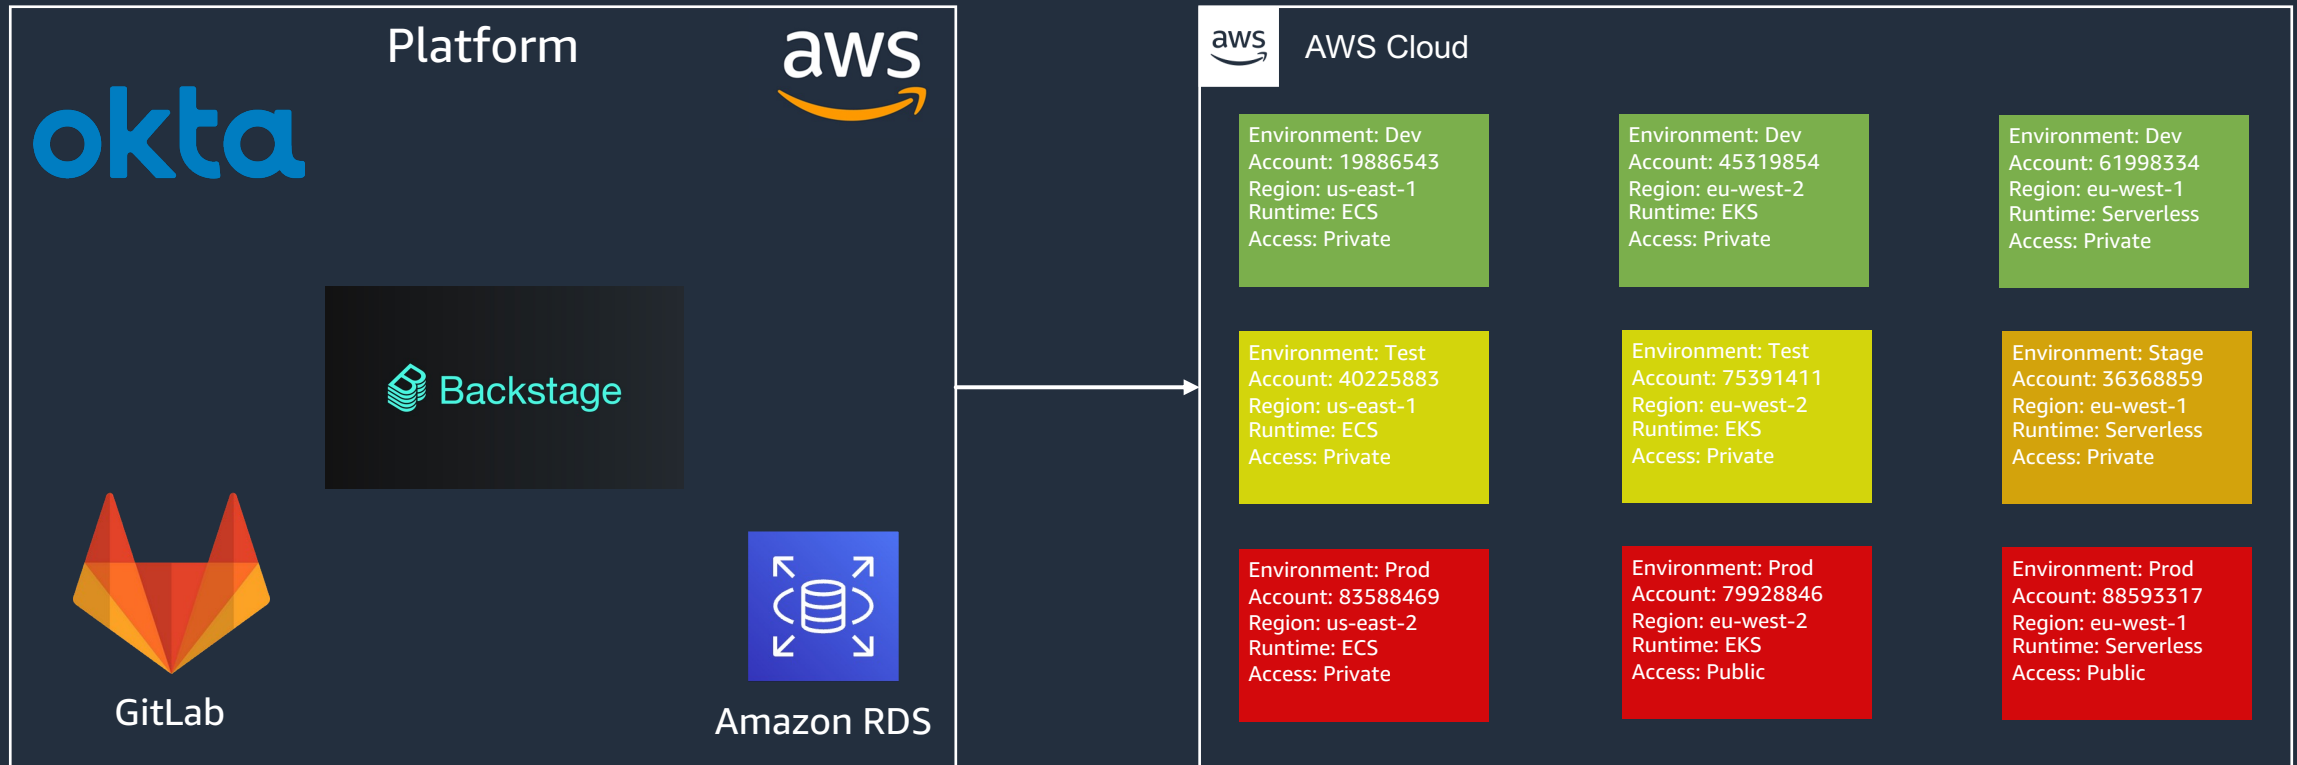 Platform
aws
okta
Backstage
GitLab
Amazon RDS
aws
AWS Cloud
Environment: Dev
Account: 19886543
Region: us-east-1
Runtime: ECS
Access: Private
Environment: Dev
Account: 45319854
Region: eu-west-2
Runtime: EKS
Access: Private
Environment: Dev
Account: 61998334
Region: eu-west-1
Runtime: Serverless
Access: Private
Environment: Test
Account: 40225883
Region: us-east-1
Runtime: ECS
Access: Private
Environment: Test
Account: 75391411
Region: eu-west-2
Runtime: EKS
Access: Private
Environment: Stage
Account: 36368859
Region: eu-west-1
Runtime: Serverless
Access: Private
Environment: Prod
Account: 83588469
Region: us-east-2
Runtime: ECS
Access: Private
Environment: Prod
Account: 79928846
Region: eu-west-2
Runtime: EKS
Access: Public
Environment: Prod
Account: 88593317
Region: eu-west-1
Runtime: Serverless
Access: Public